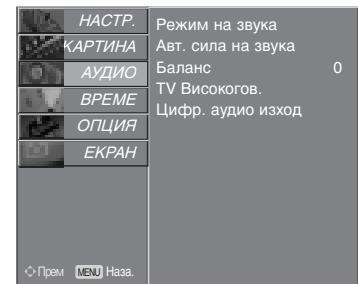 НАСТР.
КАРТИНА
АУДИО
ВРЕМЕ
ОПЦИЯ
ЕКРАН
Режим на звука
Авт. сила на звука
Баланс 0
TV Високогов.
Цифр. аудио изход
Прем MENU Наза.